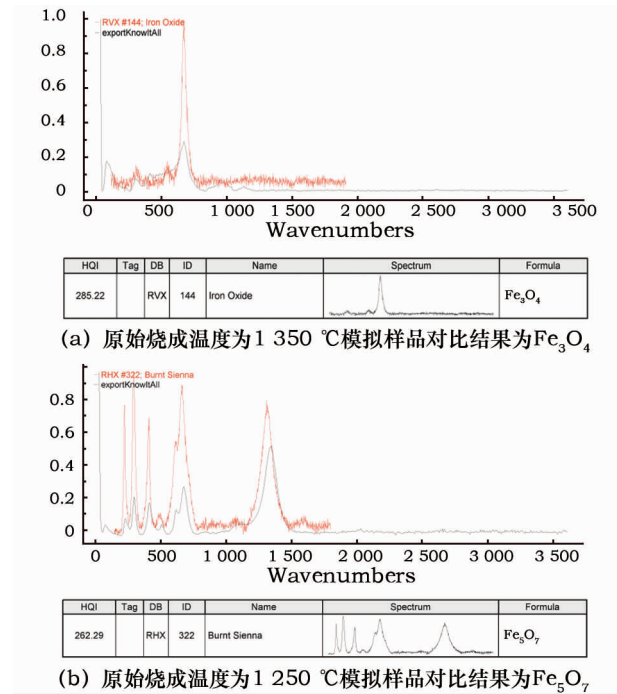 RVX #144; Iron Oxide
exportKnowItAll
1.0
0.8
0.6
0.4
0.2
0
0 500 1 000 1 500 2 000 2 500 3 000 3 500
Wavenumbers
HQI Tag DB ID Name Spectrum Formula
285.22 RVX 144 Iron Oxide Fe₃O₄
(a) 原始烧成温度为1 350 ℃模拟样品对比结果为Fe₃O₄
RHX #322; Burnt Sienna
exportKnowItAll
0.8
0.6
0.4
0.2
0
0 500 1 000 1 500 2 000 2 500 3 000 3 500
Wavenumbers
HQI Tag DB ID Name Spectrum Formula
262.29 RHX 322 Burnt Sienna Fe₅O₇
(b) 原始烧成温度为1 250 ℃模拟样品对比结果为Fe₅O₇